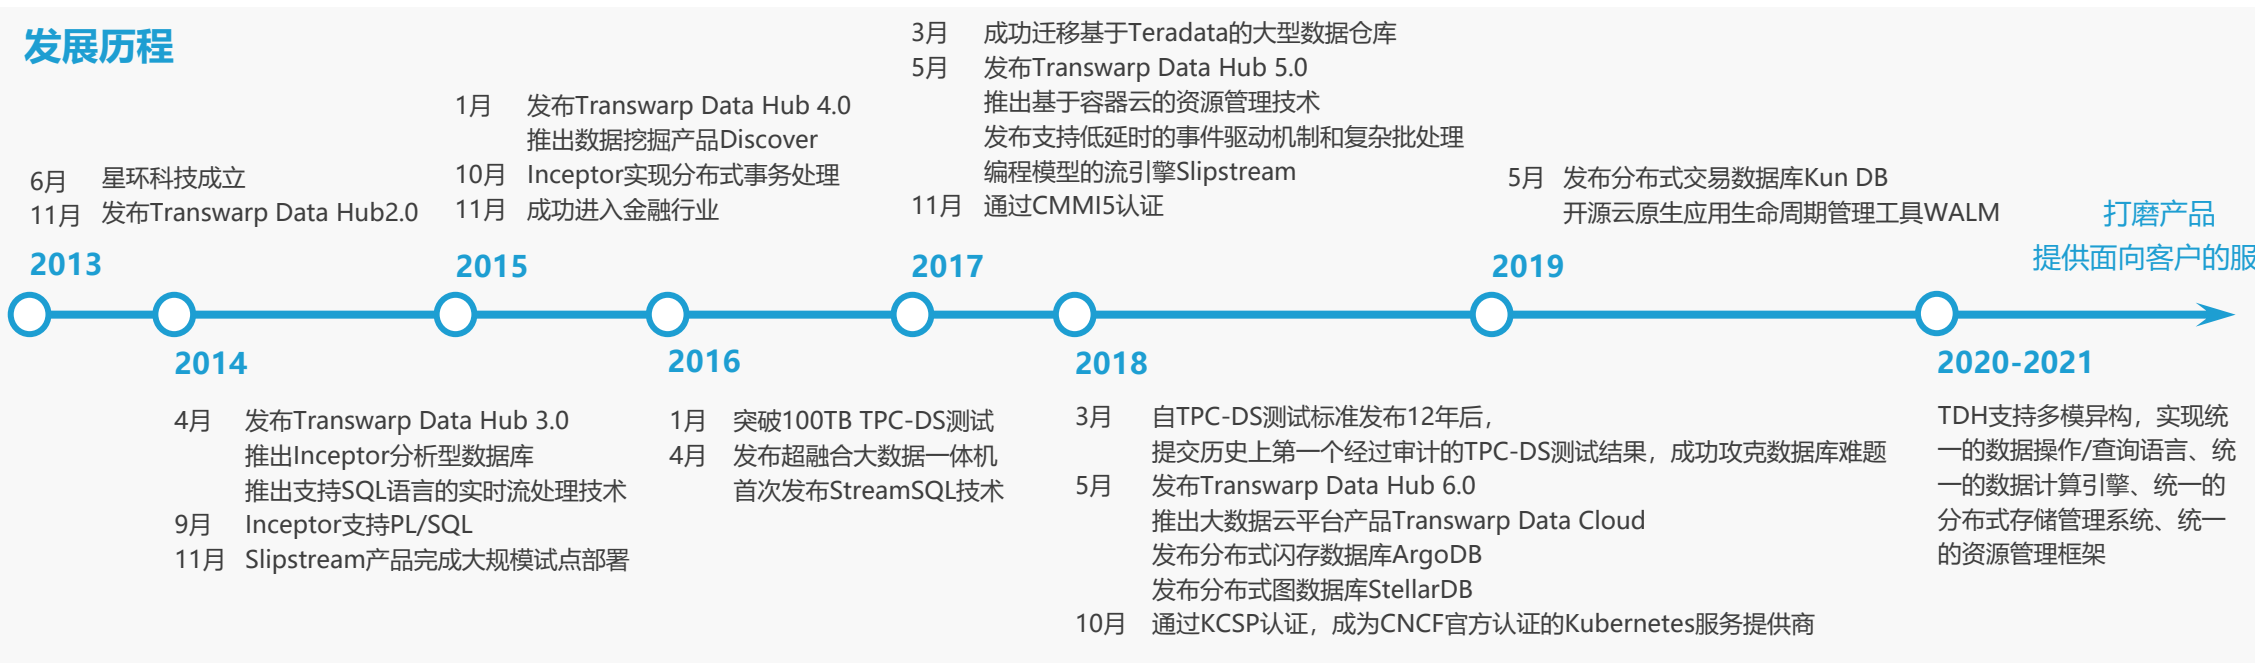 发展历程
6月 星环科技成立
11月 发布Transwarp Data Hub2.0
2013
2014
4月 发布Transwarp Data Hub 3.0
推出Inceptor分析型数据库
推出支持SQL语言的实时流处理技术
9月 Inceptor支持PL/SQL
11月 Slipstream产品完成大规模试点部署
1月 发布Transwarp Data Hub 4.0
推出数据挖掘产品Discover
10月 Inceptor实现分布式事务处理
11月 成功进入金融行业
2015
2016
1月 突破100TB TPC-DS测试
4月 发布超融合大数据一体机
首次发布StreamSQL技术
3月 成功迁移基于Teradata的大型数据仓库
5月 发布Transwarp Data Hub 5.0
推出基于容器云的资源管理技术
发布支持低延时的事件驱动机制和复杂批处理
编程模型的流引擎Slipstream
11月 通过CMMI5认证
2017
2018
3月 自TPC-DS测试标准发布12年后，
提交历史上第一个经过审计的TPC-DS测试结果，成功攻克数据库难题
5月 发布Transwarp Data Hub 6.0
推出大数据云平台产品Transwarp Data Cloud
发布分布式闪存数据库ArgoDB
发布分布式图数据库StellarDB
10月 通过KCSP认证，成为CNCF官方认证的Kubernetes服务提供商
5月 发布分布式交易数据库Kun DB
开源云原生应用生命周期管理工具WALM
2019
打磨产品
提供面向客户的服
2020-2021
TDH支持多模异构，实现统
一的数据操作/查询语言、统
一的数据计算引擎、统一的
分布式存储管理系统、统一
的资源管理框架